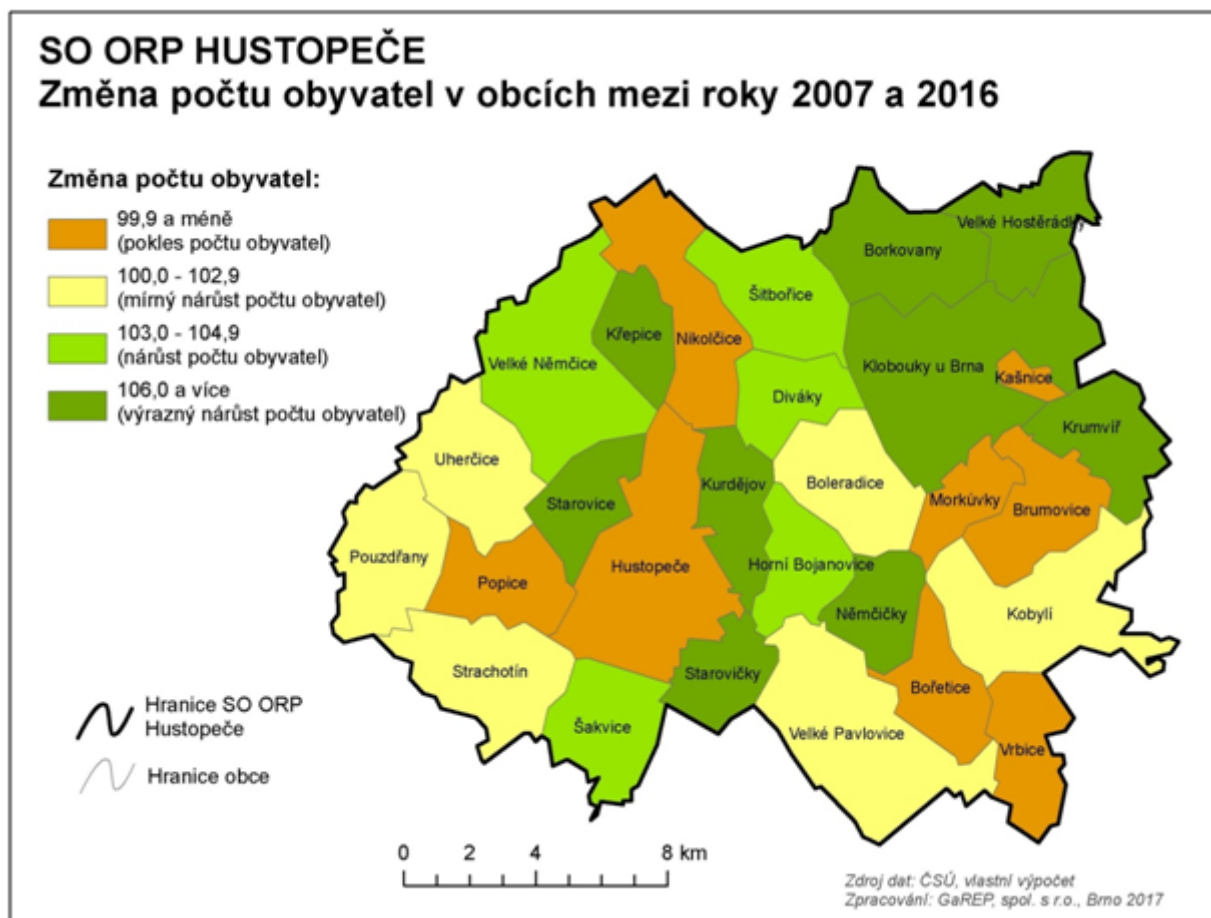 SO ORP HUSTOPEČE
Změna počtu obyvatel v obcích mezi roky 2007 a 2016
Změna počtu obyvatel:
99,9 a méně
(pokles počtu obyvatel)
100,0 - 102,9
(mírný nárůst počtu obyvatel)
103,0 - 104,9
(nárůst počtu obyvatel)
106,0 a více
(výrazný nárůst počtu obyvatel)
Velké Hostěrádky
Borkovany
Šitbořice
Křepice
Nikolčice
Velké Němčice
Klobouky u Brna
Kašnice
Diváky
Krumvíř
Uherčice
Kurdějov
Boleradice
Starovice
Morkůvky
Brumovice
Pouzdřany
Popice
Hustopeče
Horní Bojanovice
Němčičky
Kobylí
Strachotín
Starovičky
Bořetice
Šakvice
Velké Pavlovice
Vrbice
Hranice SO ORP
Hustopeče
Hranice obce
0 2 4 8 km
Zdroj dat: ČSÚ, vlastní výpočet
Zpracování: GaREP, spol. s r.o., Brno 2017